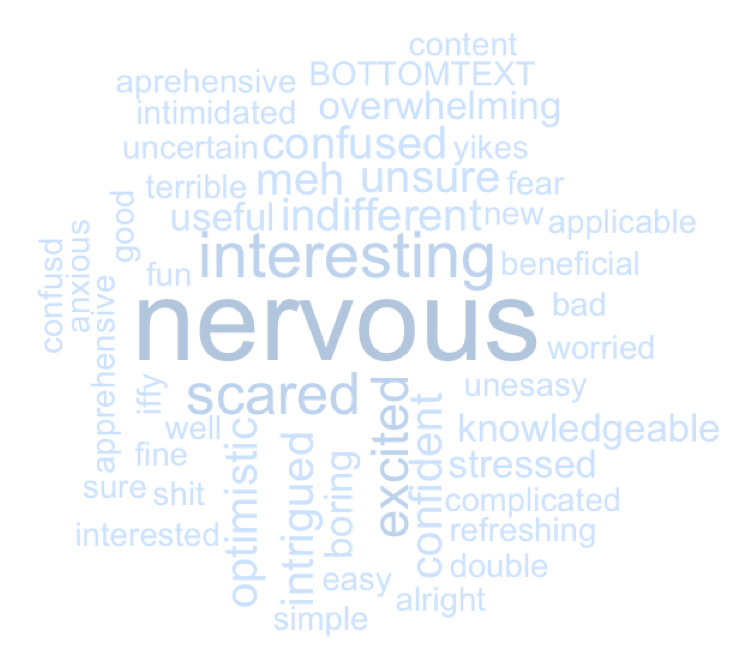 content
aprehensive
BOTTOMTEXT
intimidated
overwhelming
uncertain
confused
yikes
terrible
meh
unsure
fear
good
useful
indifferent
new
applicable
confusd
anxious
fun
interesting
beneficial
nervous
bad
worried
apprehensive
iffy
scared
excited
unesasy
well
optimistic
confident
knowledgeable
fine
intrigued
boring
stressed
sure
shit
complicated
interested
refreshing
easy
double
simple
alright